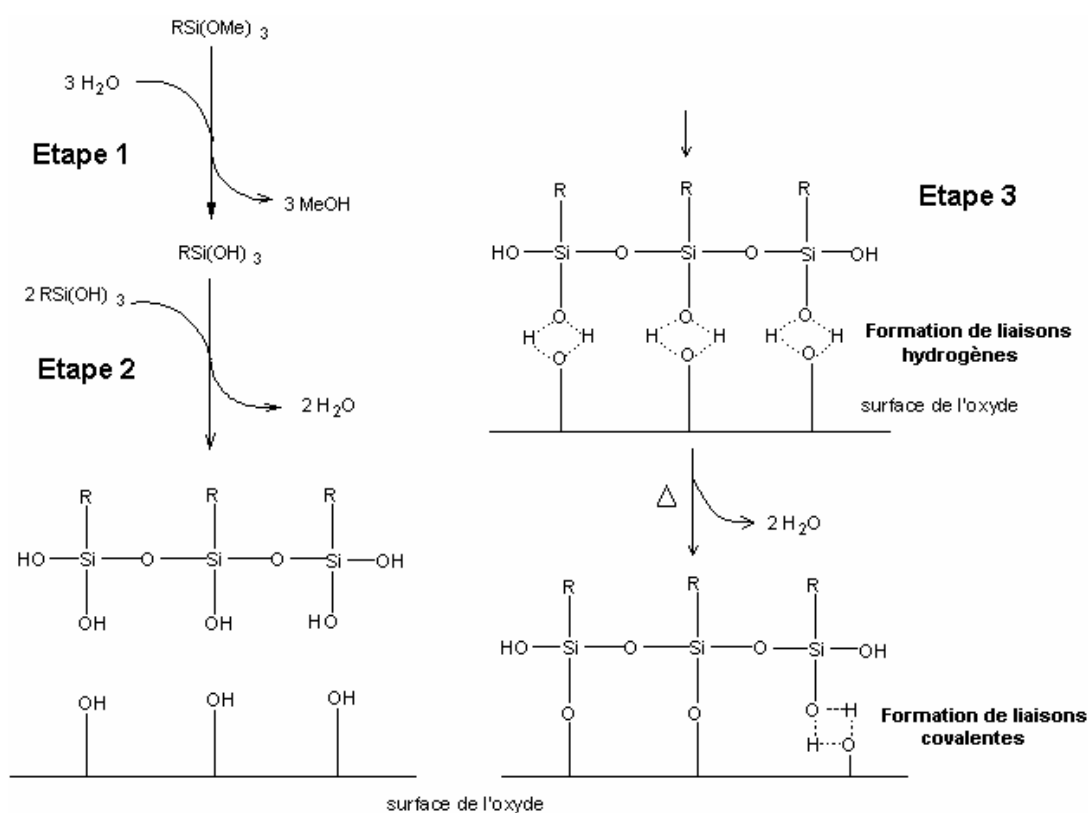 RSi(OMe) 3
3 H2O
Etape 1
3 MeOH
RSi(OH) 3
2 RSi(OH) 3
Etape 2
2 H2O
R R R
HO Si O Si O Si OH
OH OH HO
OH OH OH
surface de l'oxyde
Etape 3
R R R
HO Si O Si O Si OH
O O O
H H H H H H
O O O
Formation de liaisons
hydrogènes
surface de l'oxyde
△
2 H2O
R R R
HO Si O Si O Si OH
O O O H
H O
Formation de liaisons
covalentes